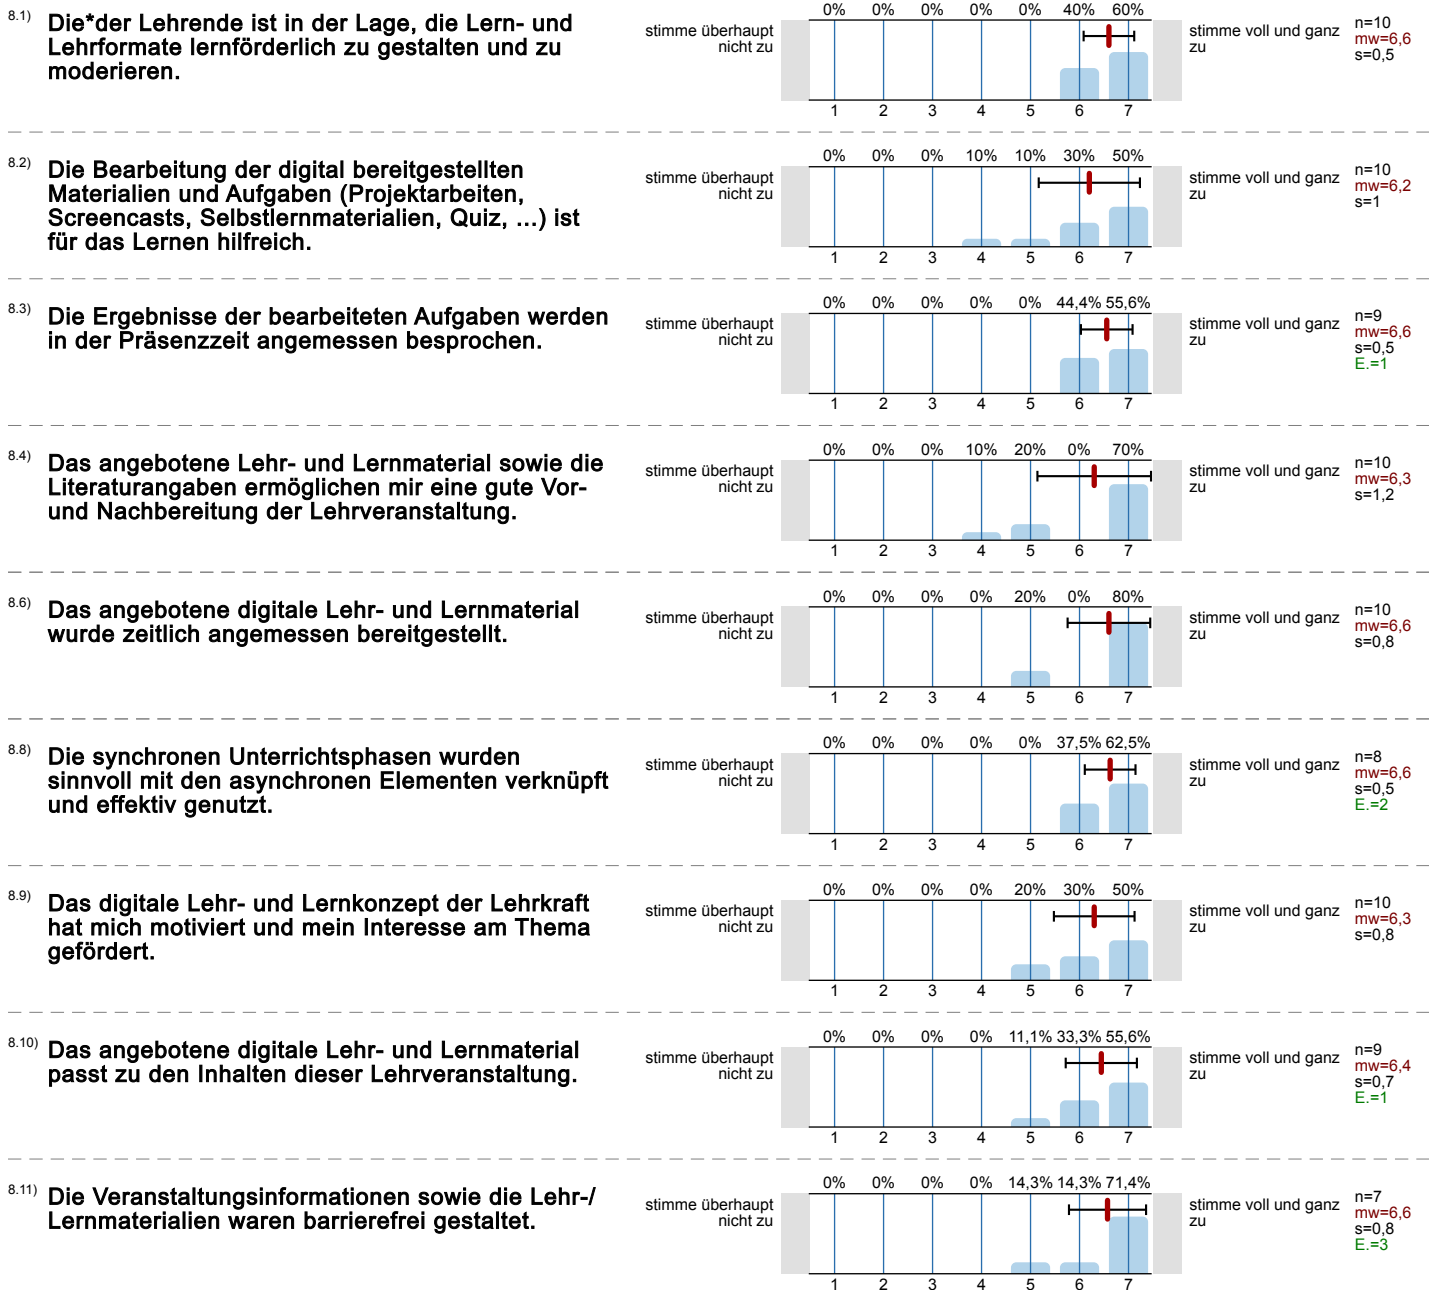 8.1) Die*der Lehrende ist in der Lage, die Lern- und
Lehrformate lernförderlich zu gestalten und zu
moderieren.
stimme überhaupt
nicht zu
0% 0% 0% 0% 0% 40% 60%
1 2 3 4 5 6 7
stimme voll und ganz
zu
n=10
mw=6,6
s=0,5
8.2) Die Bearbeitung der digital bereitgestellten
Materialien und Aufgaben (Projektarbeiten,
Screencasts, Selbstlernmaterialien, Quiz, ...) ist
für das Lernen hilfreich.
stimme überhaupt
nicht zu
0% 0% 0% 10% 10% 30% 50%
1 2 3 4 5 6 7
stimme voll und ganz
zu
n=10
mw=6,2
s=1
8.3) Die Ergebnisse der bearbeiteten Aufgaben werden
in der Präsenzzeit angemessen besprochen.
stimme überhaupt
nicht zu
0% 0% 0% 0% 0% 44,4% 55,6%
1 2 3 4 5 6 7
stimme voll und ganz
zu
n=9
mw=6,6
s=0,5
E.=1
8.4) Das angebotene Lehr- und Lernmaterial sowie die
Literaturangaben ermöglichen mir eine gute Vor-
und Nachbereitung der Lehrveranstaltung.
stimme überhaupt
nicht zu
0% 0% 0% 10% 20% 0% 70%
1 2 3 4 5 6 7
stimme voll und ganz
zu
n=10
mw=6,3
s=1,2
8.6) Das angebotene digitale Lehr- und Lernmaterial
wurde zeitlich angemessen bereitgestellt.
stimme überhaupt
nicht zu
0% 0% 0% 0% 20% 0% 80%
1 2 3 4 5 6 7
stimme voll und ganz
zu
n=10
mw=6,6
s=0,8
8.8) Die synchronen Unterrichtsphasen wurden
sinnvoll mit den asynchronen Elementen verknüpft
und effektiv genutzt.
stimme überhaupt
nicht zu
0% 0% 0% 0% 0% 37,5% 62,5%
1 2 3 4 5 6 7
stimme voll und ganz
zu
n=8
mw=6,6
s=0,5
E.=2
8.9) Das digitale Lehr- und Lernkonzept der Lehrkraft
hat mich motiviert und mein Interesse am Thema
gefördert.
stimme überhaupt
nicht zu
0% 0% 0% 0% 20% 30% 50%
1 2 3 4 5 6 7
stimme voll und ganz
zu
n=10
mw=6,3
s=0,8
8.10) Das angebotene digitale Lehr- und Lernmaterial
passt zu den Inhalten dieser Lehrveranstaltung.
stimme überhaupt
nicht zu
0% 0% 0% 0% 11,1% 33,3% 55,6%
1 2 3 4 5 6 7
stimme voll und ganz
zu
n=9
mw=6,4
s=0,7
E.=1
8.11) Die Veranstaltungsinformationen sowie die Lehr-/
Lernmaterialien waren barrierefrei gestaltet.
stimme überhaupt
nicht zu
0% 0% 0% 0% 14,3% 14,3% 71,4%
1 2 3 4 5 6 7
stimme voll und ganz
zu
n=7
mw=6,6
s=0,8
E.=3